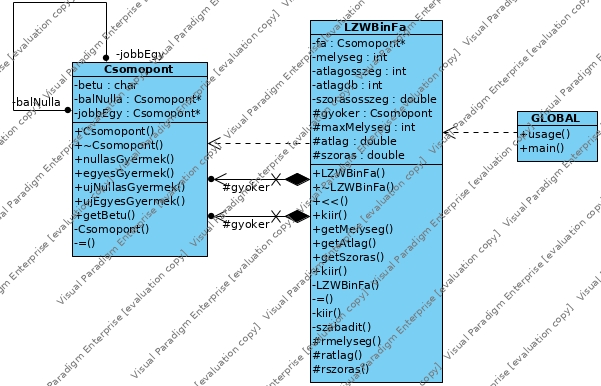 -jobbEgy
-balNulla
Csomopont
-betu : char
-balNulla : Csomopont*
-jobbEgy : Csomopont*
+Csomopont()
+~Csomopont()
+nullasGyermek()
+egyesGyermek()
+ujNullasGyermek()
+ujEgyesGyermek()
+getBetu()
-Csomopont()
-=()
#gyoker
#gyoker
LZWBinFa
-fa : Csomopont*
-melyseg : int
-atlagosszeg : int
-atlagdb : int
-szorasosszeg : double
#gyoker : Csomopont
#maxMelyseg : int
#atlag : double
#szoras : double
+LZWBinFa()
+~LZWBinFa()
+<<()
+kiir()
+getMelyseg()
+getAtlag()
+getSzoras()
+kiir()
-LZWBinFa()
-=()
-kiir()
-szabadit()
#rmelyseg()
#ratlag()
#rszoras()
GLOBAL
+usage()
+main()
Visual Paradigm Enterprise [evaluation copy]